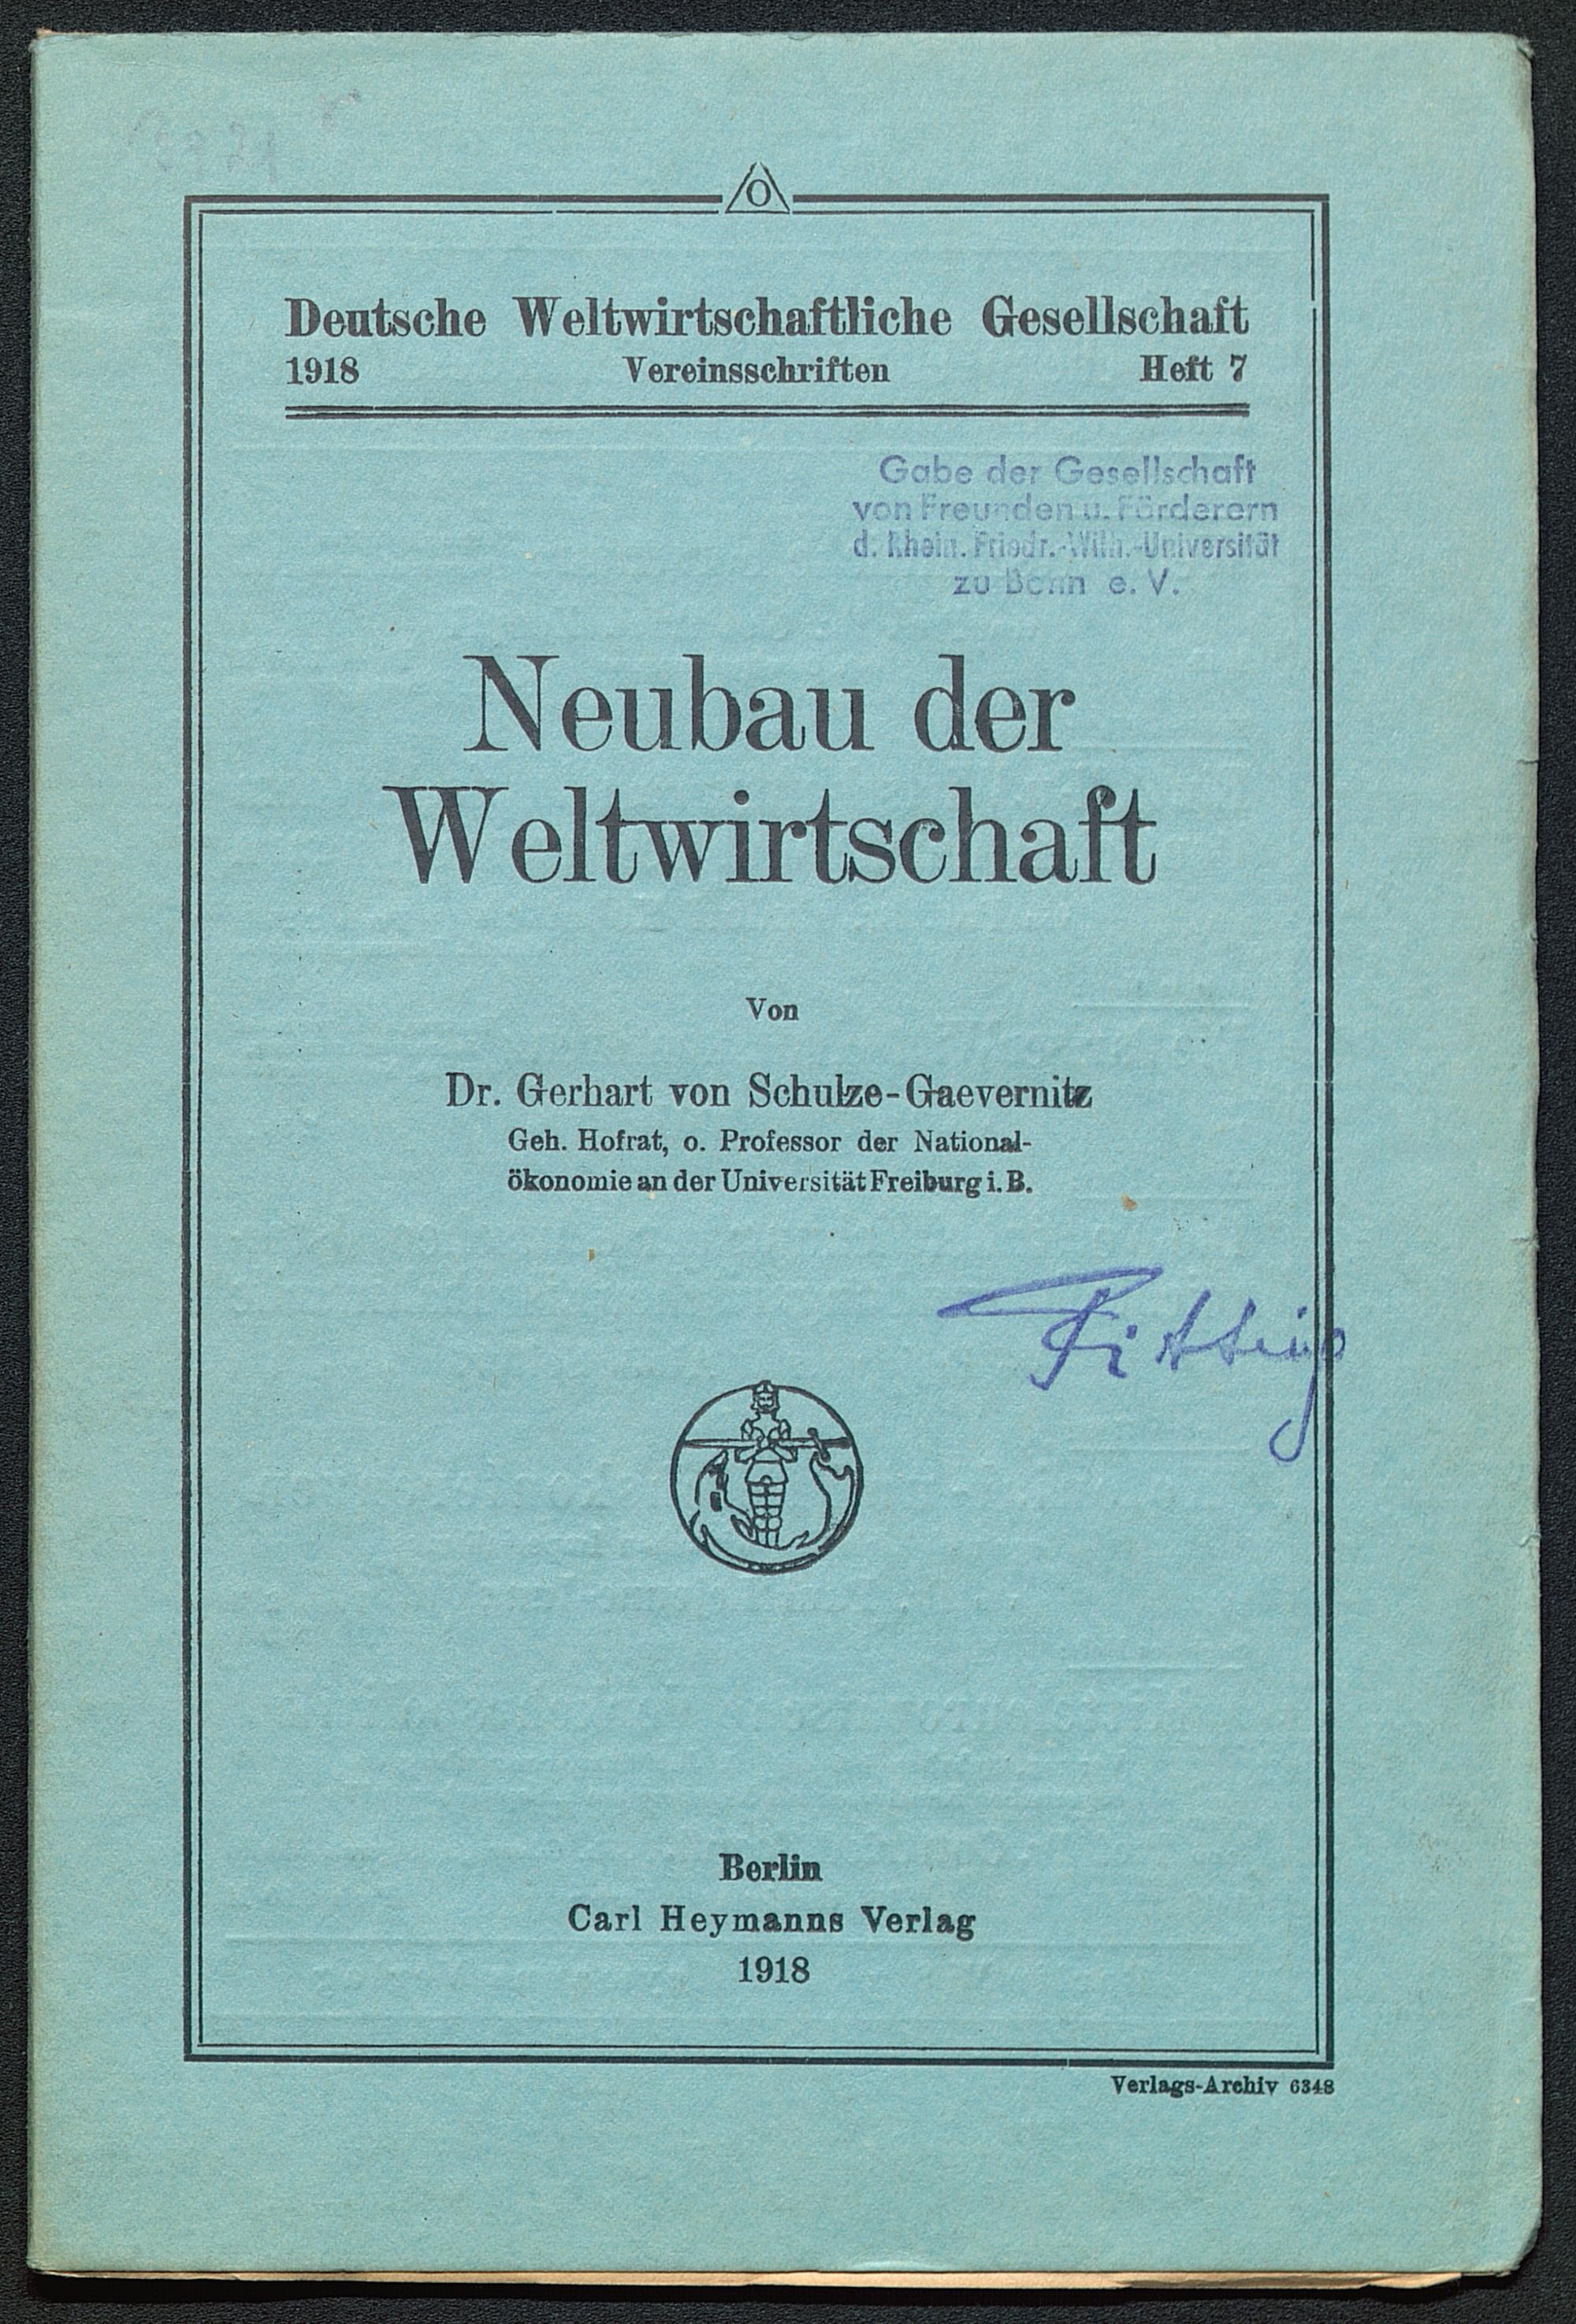 O
Deutsche Weltwirtschaftliche Gesellschaft
1918 Vereinsschriften Heft 7
Gabe der Gesellschaft
von Freunden u. Förderern
d. Rhein. Friedr.-Wilh.-Universität
zu Bonn e. V.
Neubau der
Weltwirtschaft
Von
Dr. Gerhart von Schulze-Gaevernitz
Geh. Hofrat, o. Professor der National-
ökonomie an der Universität Freiburg i. B.
Berlin
Carl Heymanns Verlag
1918
Verlags-Archiv 6348